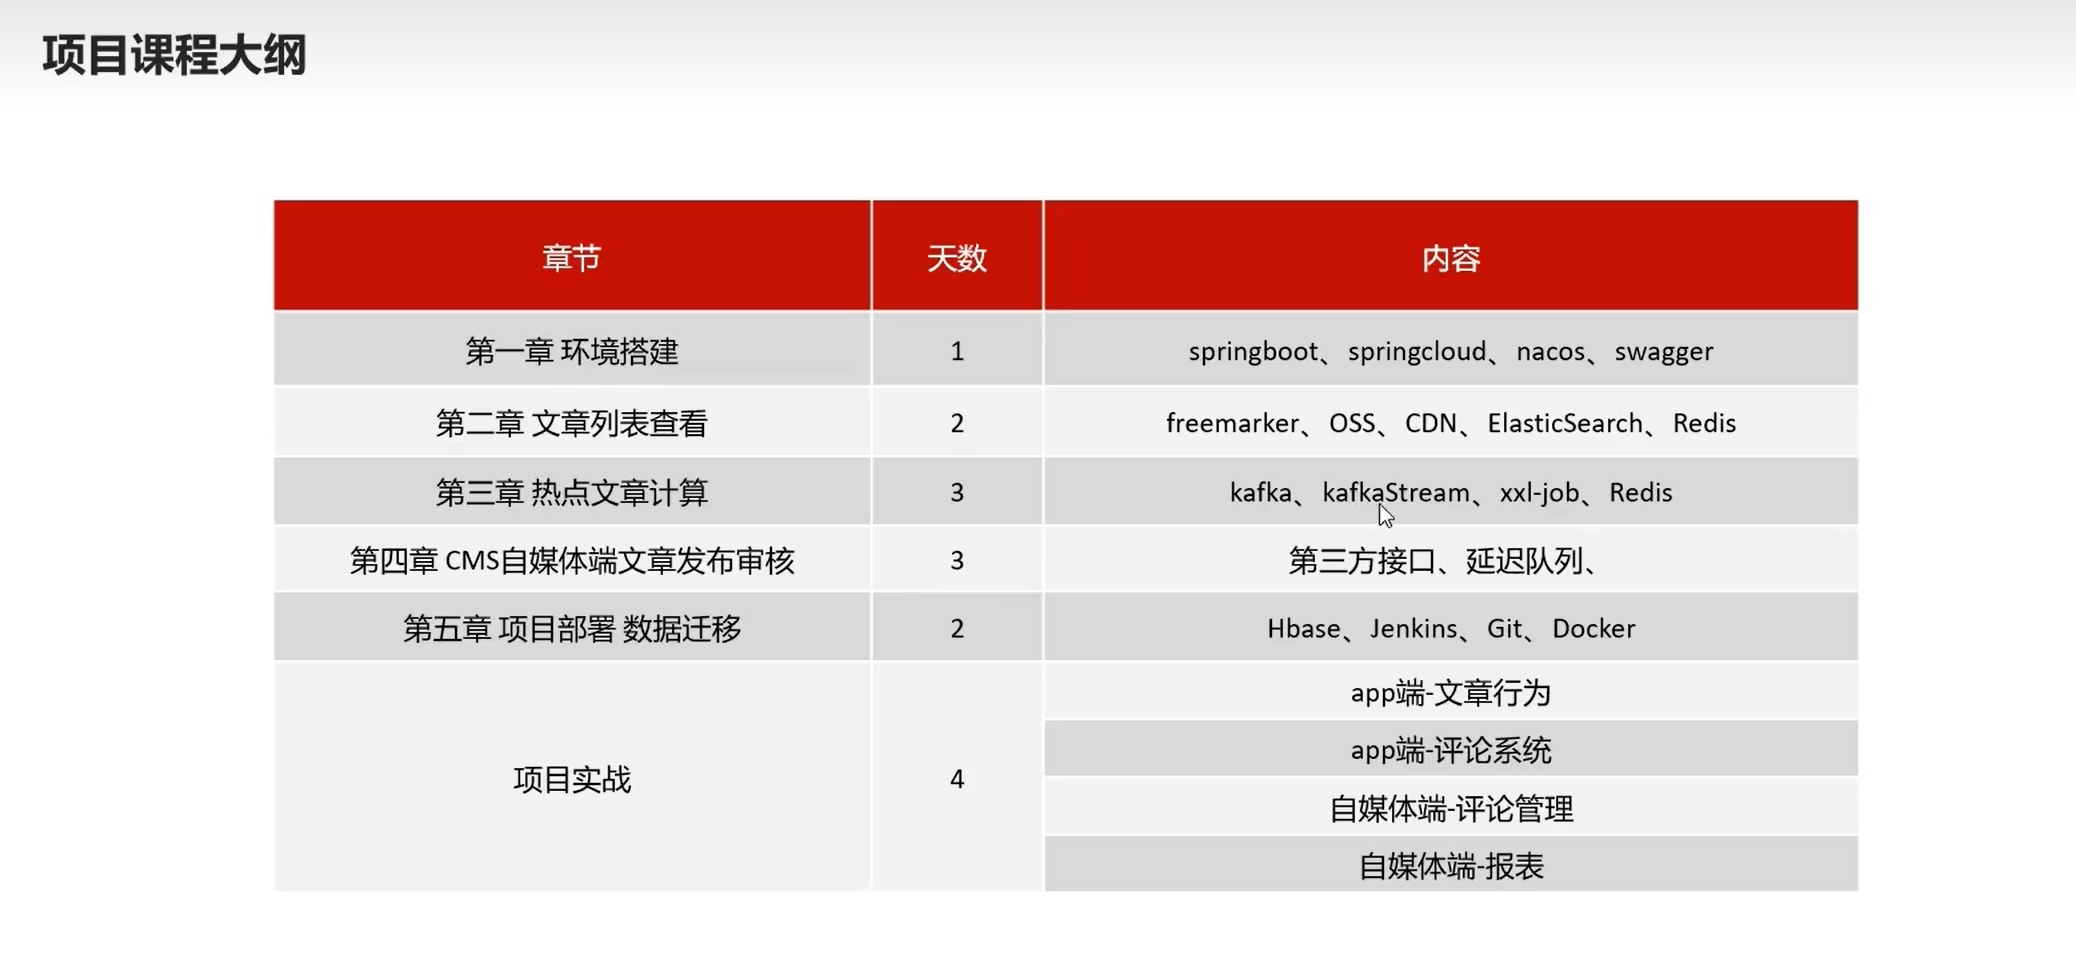 项目课程大纲
章节 天数 内容
第一章 环境搭建 1 springboot、springcloud、nacos、swagger
第二章 文章列表查看 2 freemarker、OSS、CDN、ElasticSearch、Redis
第三章 热点文章计算 3 kafka、kafkaStream、xxl-job、Redis
第四章 CMS自媒体端文章发布审核 3 第三方接口、延迟队列、
第五章 项目部署 数据迁移 2 Hbase、Jenkins、Git、Docker
项目实战 4 app端-文章行为
app端-评论系统
自媒体端-评论管理
自媒体端-报表